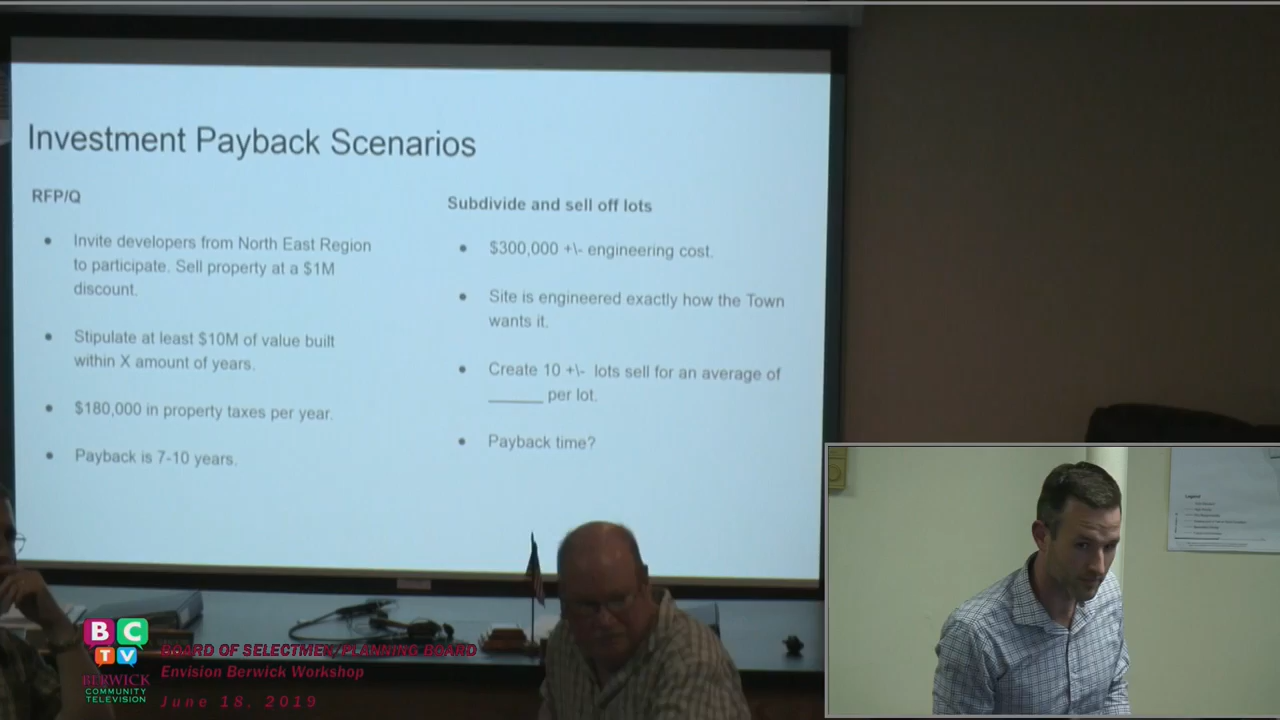 Investment Payback Scenarios
RFP/Q
Invite developers from North East Region
to participate. Sell property at a $1M
discount.
Stipulate at least $10M of value built
within X amount of years.
$180,000 in property taxes per year.
Payback is 7-10 years.
Subdivide and sell off lots
$300,000 +\- engineering cost.
Site is engineered exactly how the Town
wants it.
Create 10 +\- lots sell for an average of
______ per lot.
Payback time?
Legend
BC
TV
BERWICK
COMMUNITY
TELEVISION
BOARD OF SELECTMEN/PLANNING BOARD
Envision Berwick Workshop
June 18, 2019